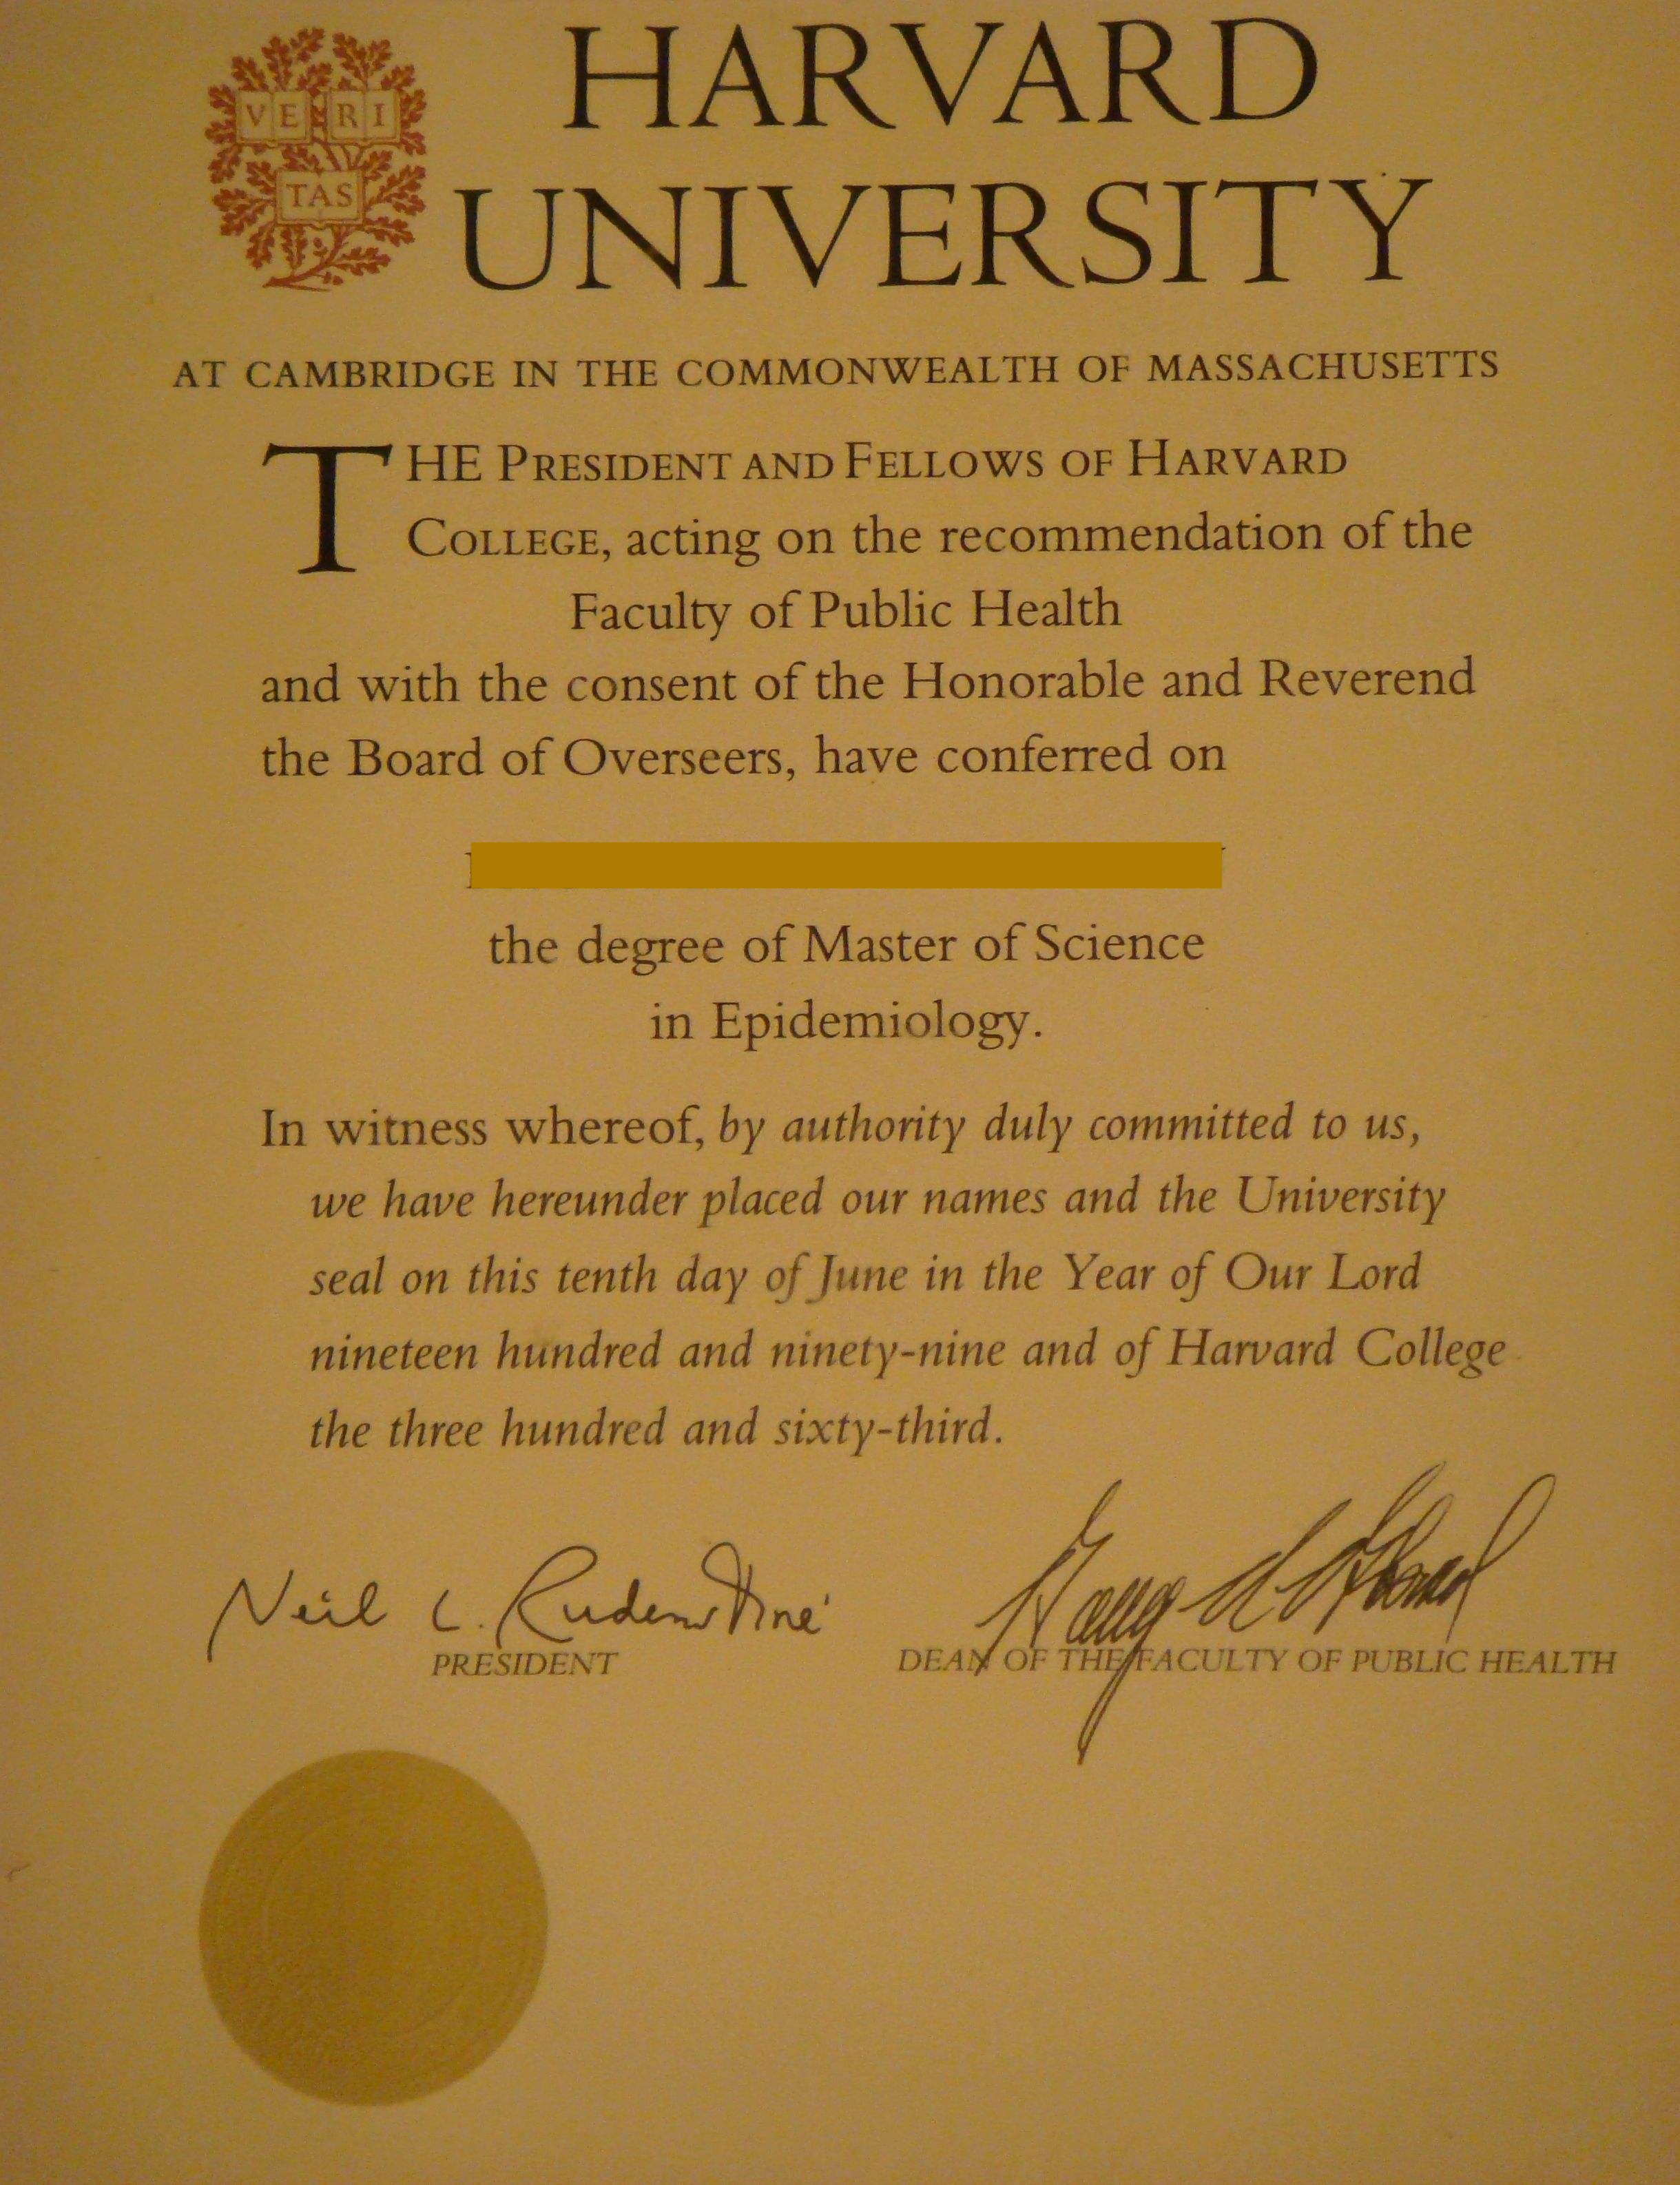 VERI
TAS
HARVARD
UNIVERSITY
AT CAMBRIDGE IN THE COMMONWEALTH OF MASSACHUSETTS
THE PRESIDENT AND FELLOWS OF HARVARD
COLLEGE, acting on the recommendation of the
Faculty of Public Health
and with the consent of the Honorable and Reverend
the Board of Overseers, have conferred on
the degree of Master of Science
in Epidemiology.
In witness whereof, by authority duly committed to us,
we have hereunder placed our names and the University
seal on this tenth day of June in the Year of Our Lord
nineteen hundred and ninety-nine and of Harvard College
the three hundred and sixty-third.
Neil L. Rudenstine
PRESIDENT
DEAN OF THE FACULTY OF PUBLIC HEALTH